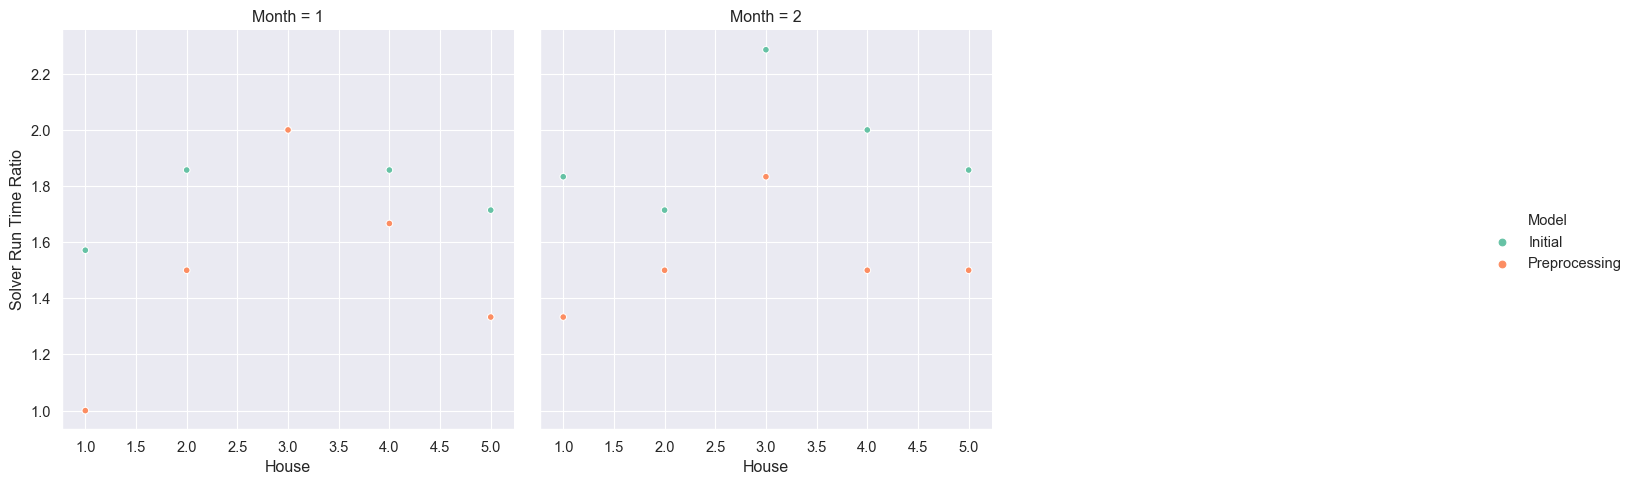 Month = 1
Month = 2
Solver Run Time Ratio
2.2
2.0
1.8
1.6
1.4
1.2
1.0
1.0 1.5 2.0 2.5 3.0 3.5 4.0 4.5 5.0
House
1.0 1.5 2.0 2.5 3.0 3.5 4.0 4.5 5.0
House
Model
Initial
Preprocessing